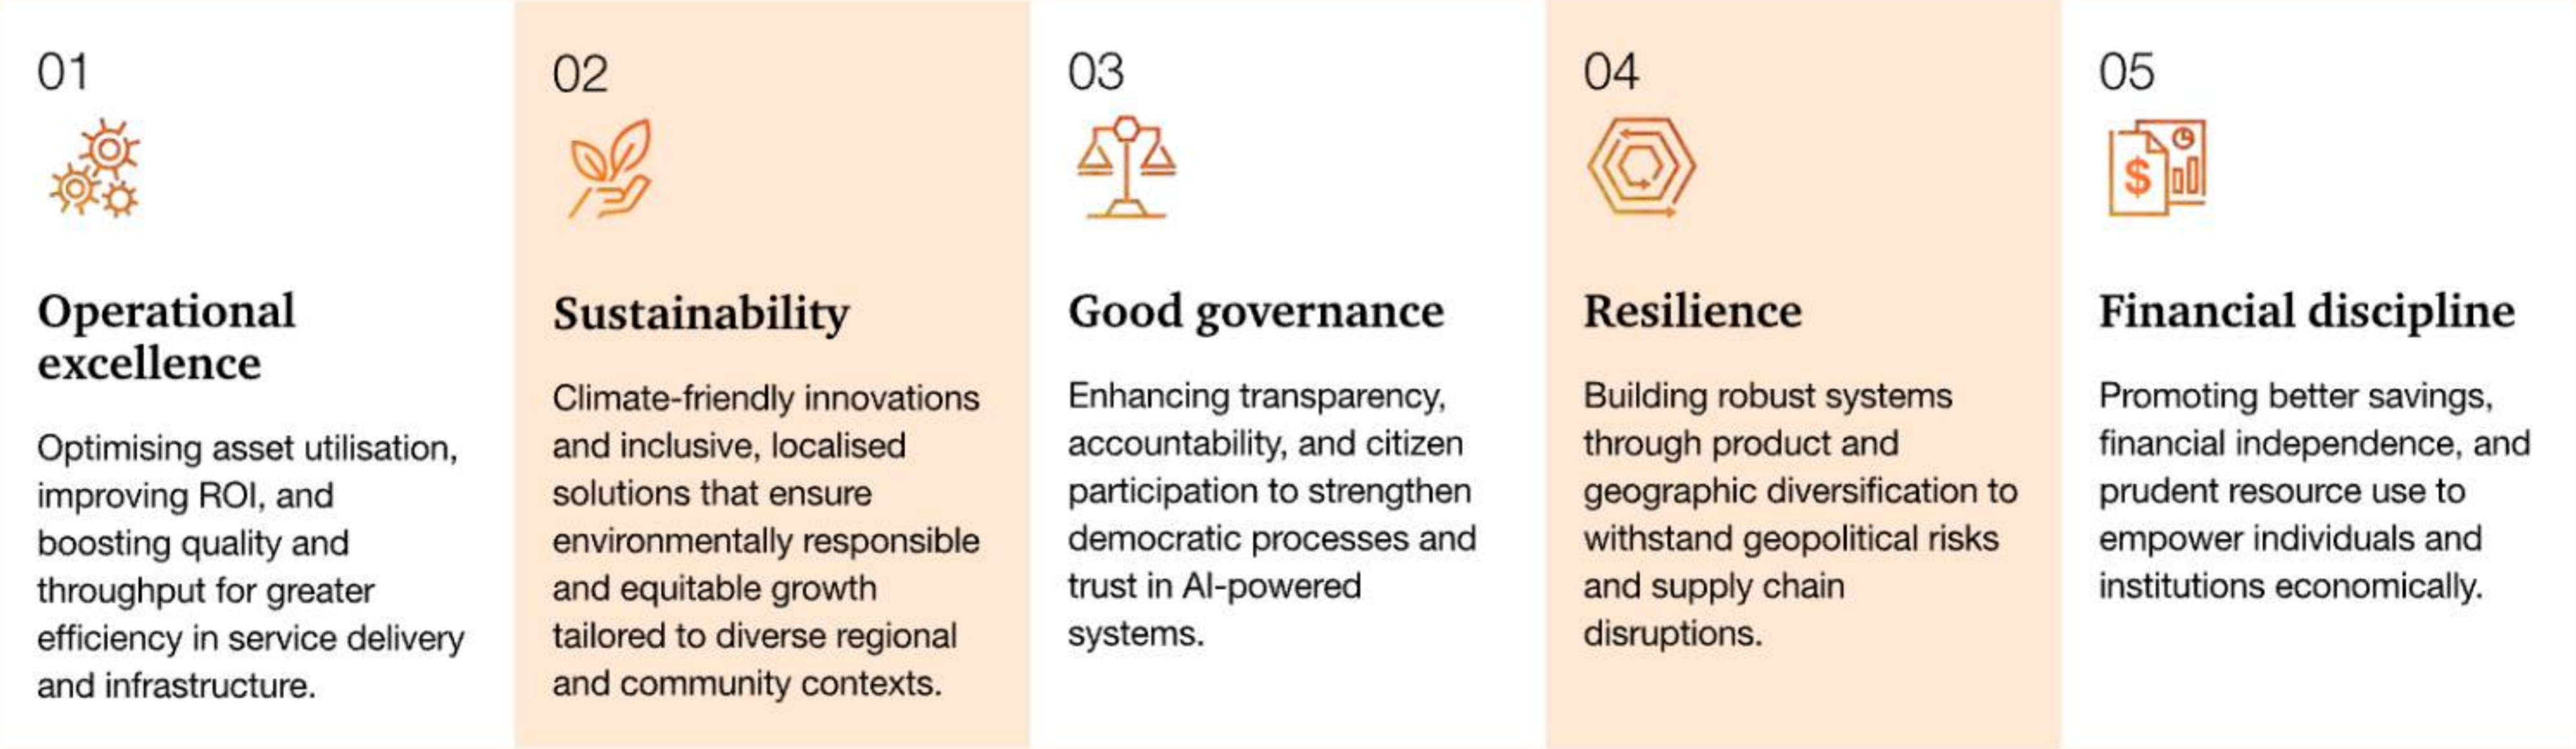 01
Operational
excellence
Optimising asset utilisation,
improving ROI, and
boosting quality and
throughput for greater
efficiency in service delivery
and infrastructure.
02
Sustainability
Climate-friendly innovations
and inclusive, localised
solutions that ensure
environmentally responsible
and equitable growth
tailored to diverse regional
and community contexts.
03
Good governance
Enhancing transparency,
accountability, and citizen
participation to strengthen
democratic processes and
trust in AI-powered
systems.
04
Resilience
Building robust systems
through product and
geographic diversification to
withstand geopolitical risks
and supply chain
disruptions.
05
$
Financial discipline
Promoting better savings,
financial independence, and
prudent resource use to
empower individuals and
institutions economically.